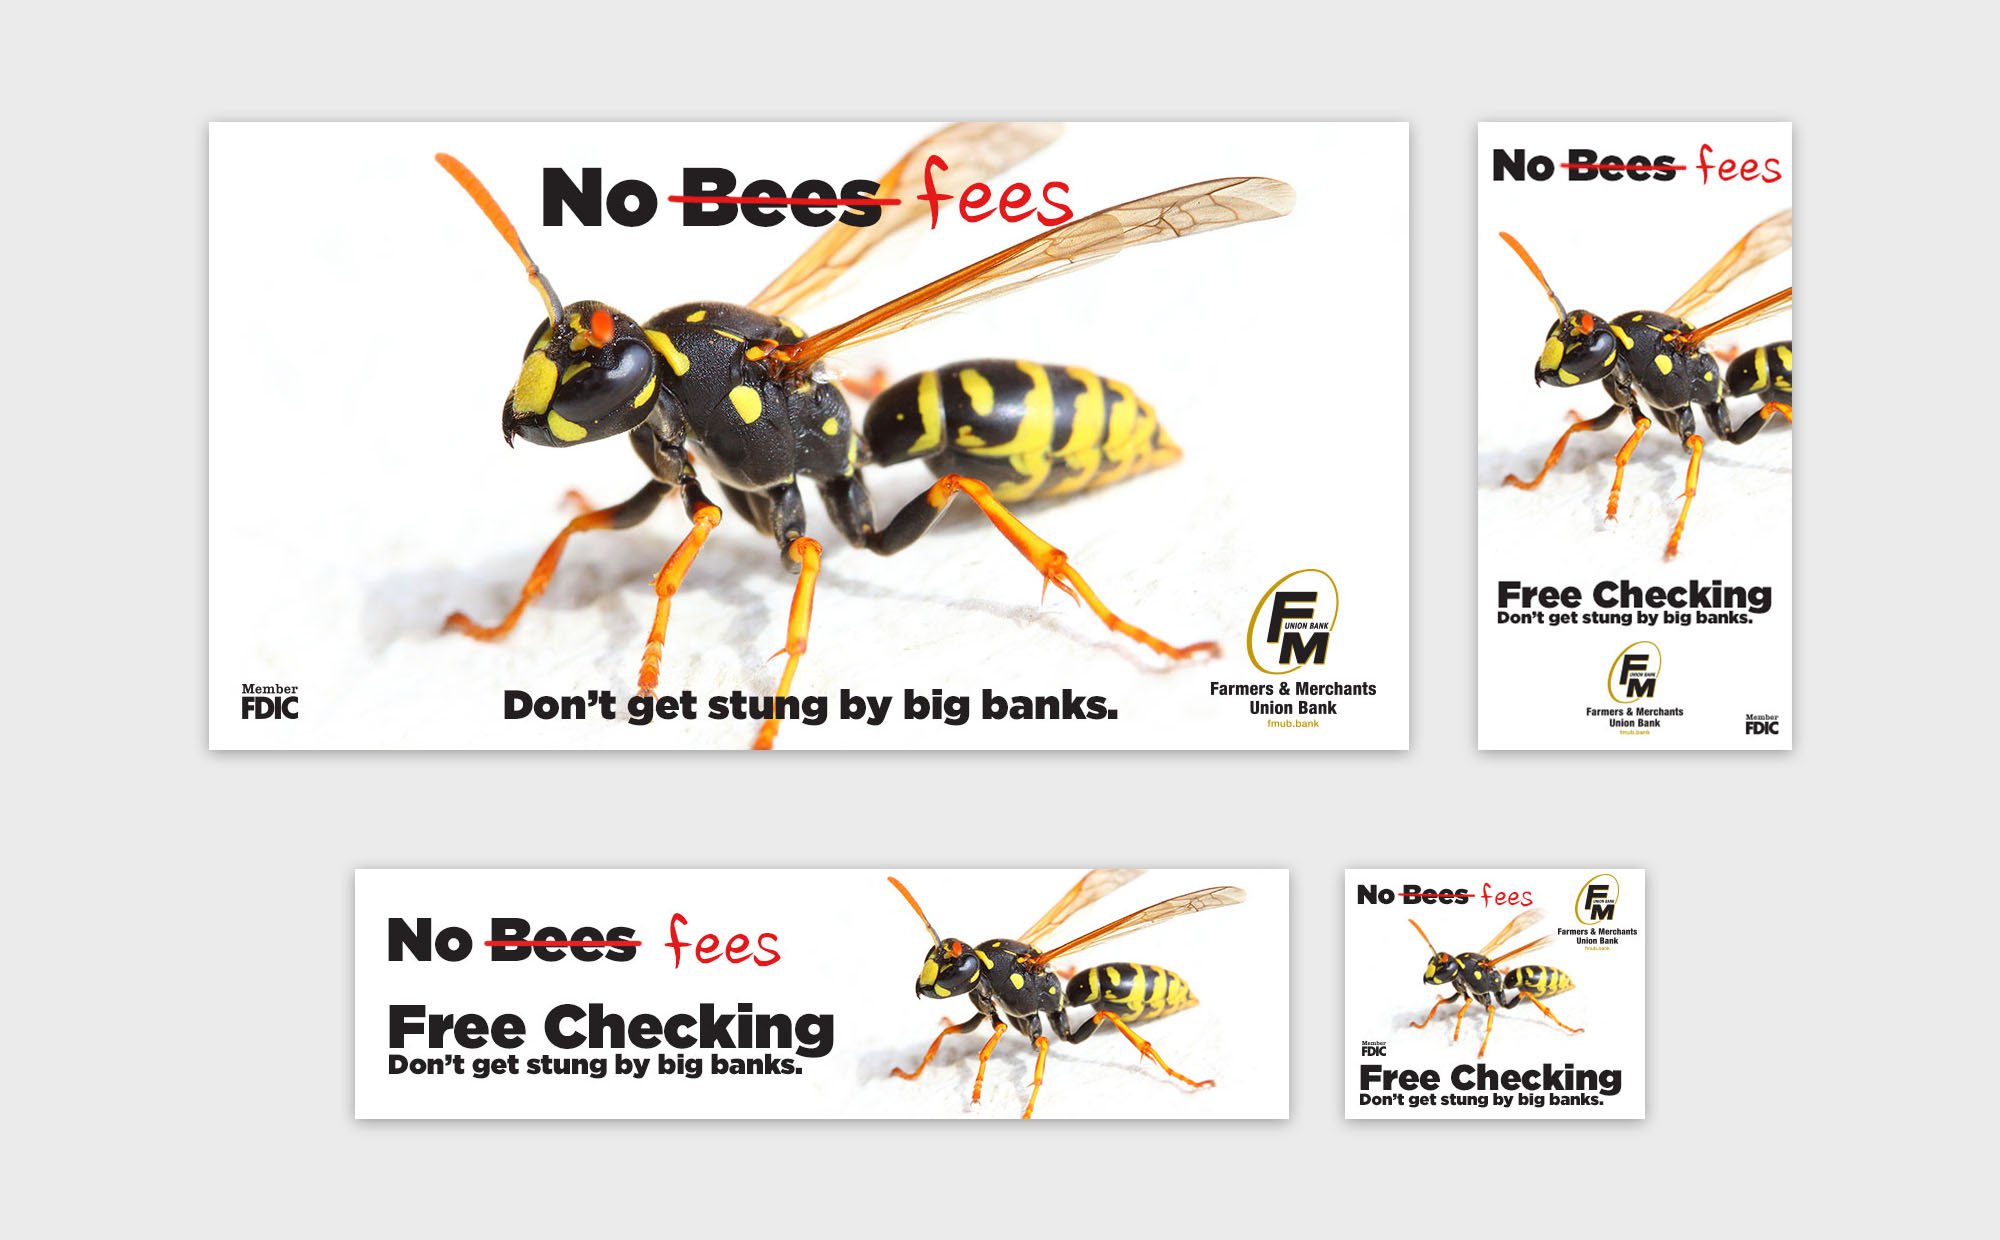 No Bees fees
Don't get stung by big banks.
Member
FDIC
F UNION BANK M
Farmers & Merchants
Union Bank
fmub.bank
No Bees fees
Free Checking
Don't get stung by big banks.
F UNION BANK M
Farmers & Merchants
Union Bank
fmub.bank
Member
FDIC
No Bees fees
Free Checking
Don't get stung by big banks.
No Bees fees
F UNION BANK M
Farmers & Merchants
Union Bank
fmub.bank
Member
FDIC
Free Checking
Don't get stung by big banks.